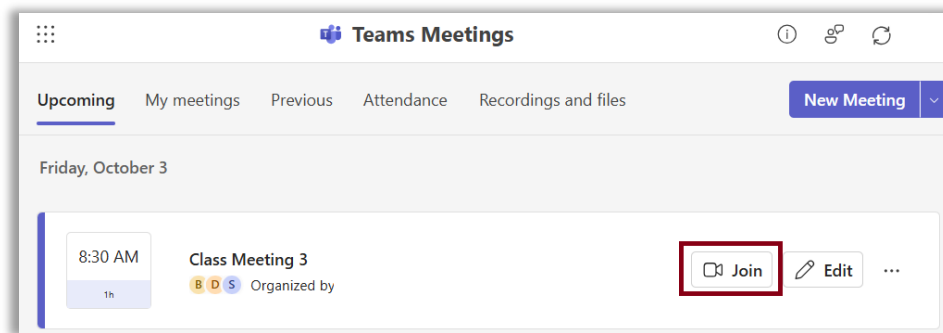 Teams Meetings
Upcoming My meetings Previous Attendance Recordings and files New Meeting
Friday, October 3
8:30 AM
1h
Class Meeting 3
B D S Organized by
Join Edit ...